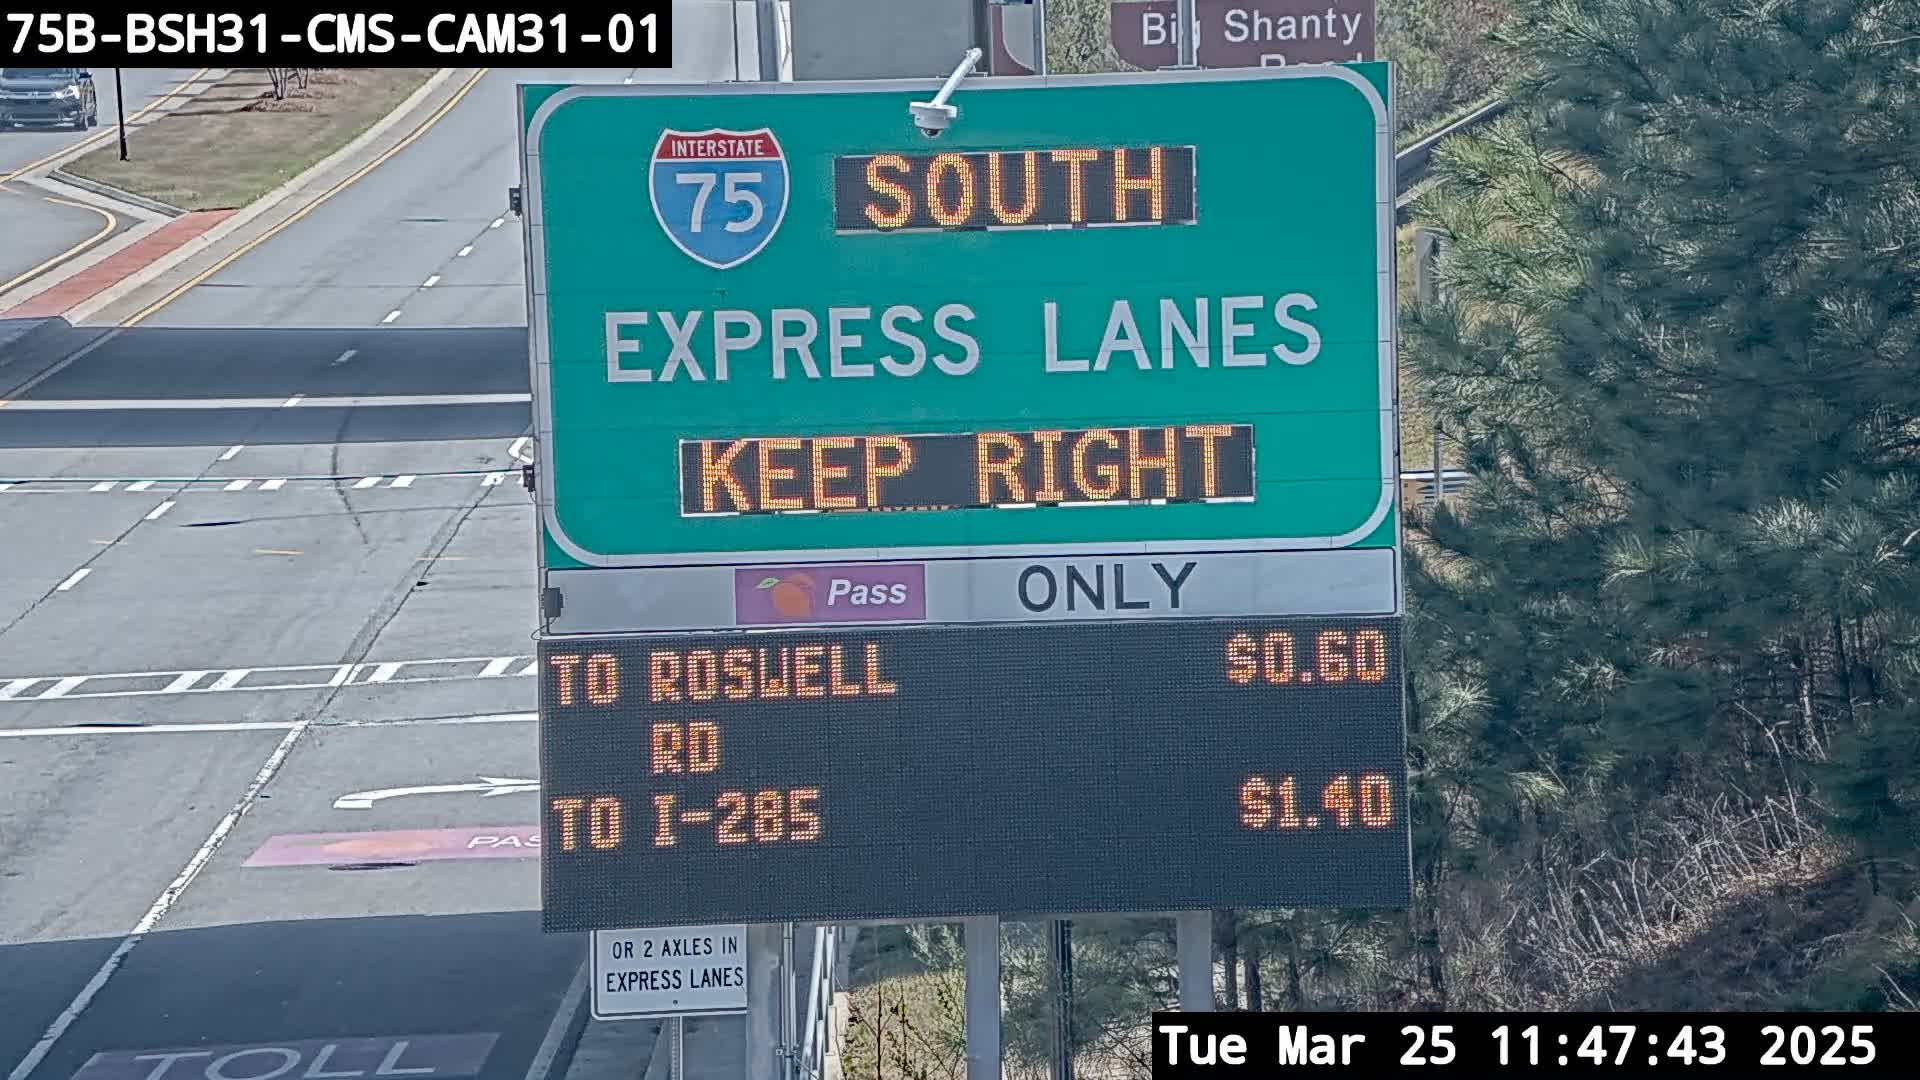 75B-BSH31-CMS-CAM31-01
Big Shanty
Road
INTERSTATE
75
SOUTH
EXPRESS LANES
KEEP RIGHT
Pass
ONLY
TO ROSWELL $0.60
RD
TO I-285 $1.40
PAS
OR 2 AXLES IN
EXPRESS LANES
TOLL
Tue Mar 25 11:47:43 2025